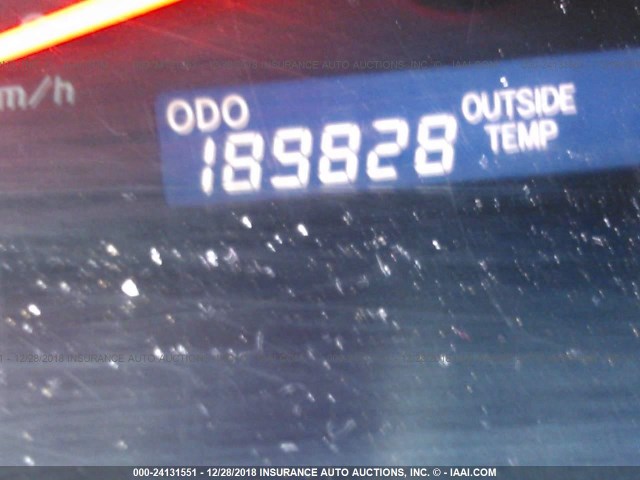 m/h
ODO
189828
OUTSIDE
TEMP
000-24131551 - 12/28/2018 INSURANCE AUTO AUCTIONS, INC. © - IAAI.COM